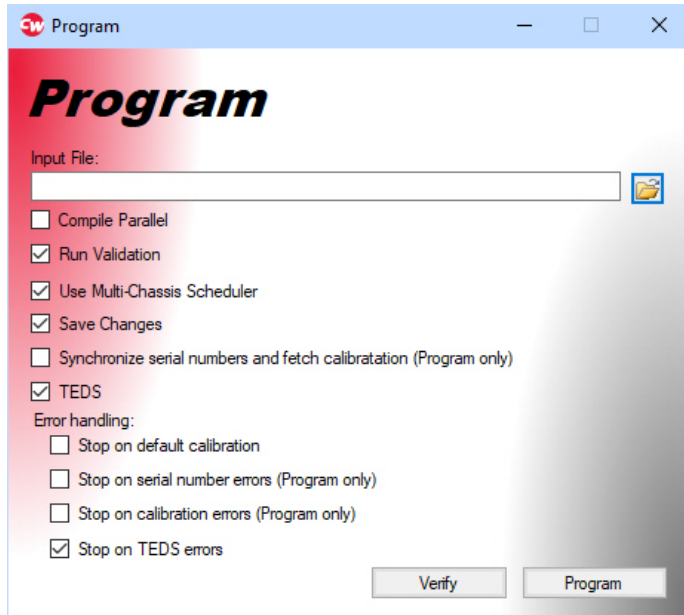 CW Program
Program
Input File:
Compile Parallel
Run Validation
Use Multi-Chassis Scheduler
Save Changes
Synchronize serial numbers and fetch calibratation (Program only)
TEDS
Error handling:
Stop on default calibration
Stop on serial number errors (Program only)
Stop on calibration errors (Program only)
Stop on TEDS errors
Verify Program